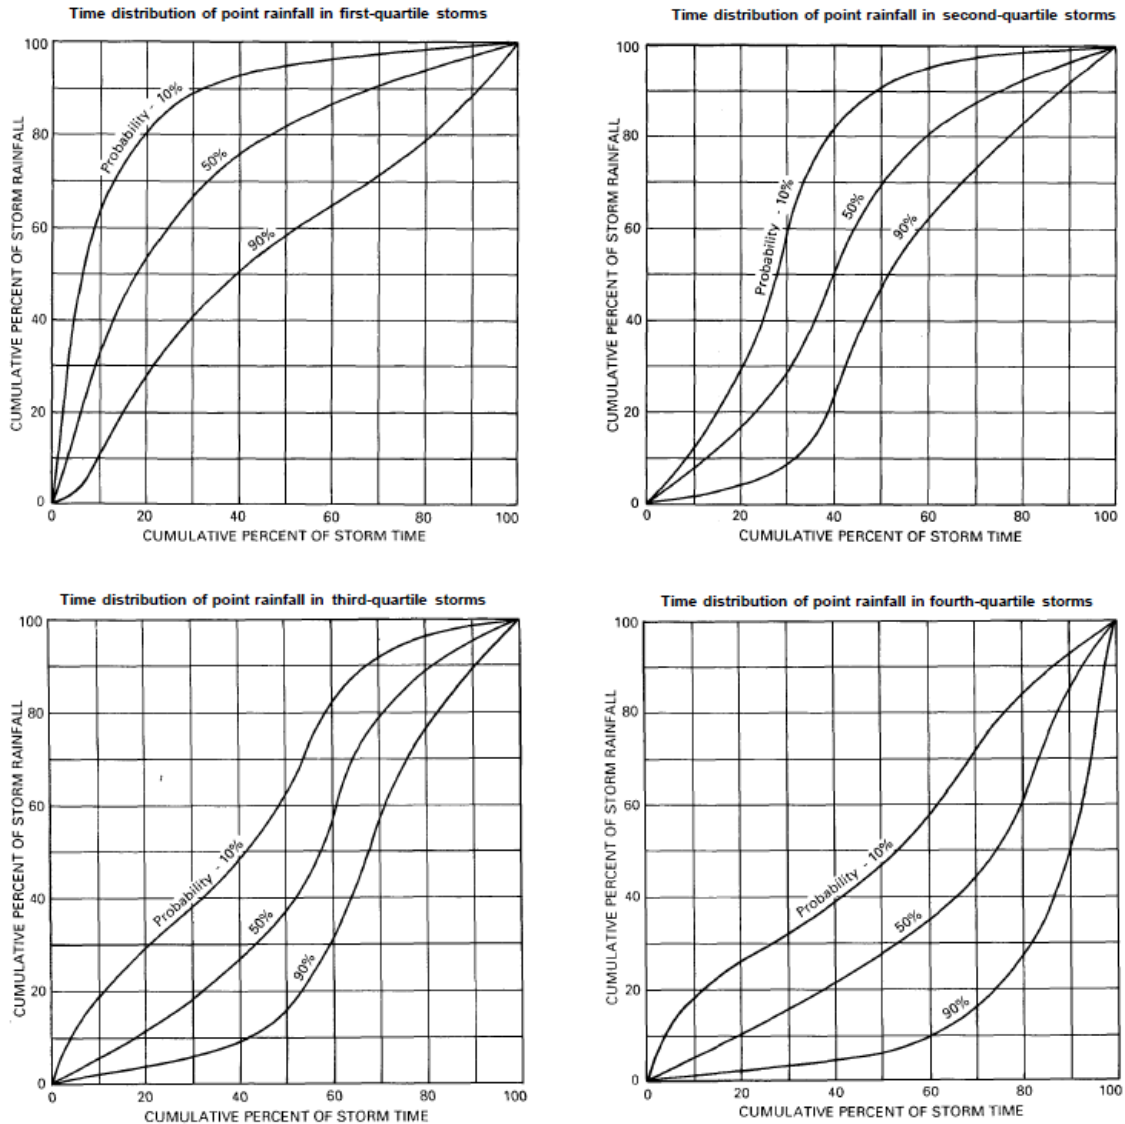 Time distribution of point rainfall in first-quartile storms
CUMULATIVE PERCENT OF STORM RAINFALL
100
80
60
40
20
0
Probability - 10%
50%
90%
0 20 40 60 80 100
CUMULATIVE PERCENT OF STORM TIME
Time distribution of point rainfall in second-quartile storms
CUMULATIVE PERCENT OF STORM RAINFALL
100
80
60
40
20
0
Probability - 10%
50%
90%
0 20 40 60 80 100
CUMULATIVE PERCENT OF STORM TIME
Time distribution of point rainfall in third-quartile storms
CUMULATIVE PERCENT OF STORM RAINFALL
100
80
60
40
20
0
Probability - 10%
50%
90%
0 20 40 60 80 100
CUMULATIVE PERCENT OF STORM TIME
Time distribution of point rainfall in fourth-quartile storms
CUMULATIVE PERCENT OF STORM RAINFALL
100
80
60
40
20
0
Probability - 10%
50%
90%
0 20 40 60 80 100
CUMULATIVE PERCENT OF STORM TIME